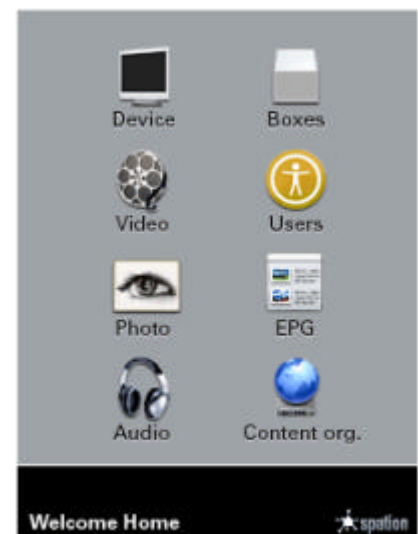 Device Boxes
Video Users
Photo EPG
Audio Content org.
Welcome Home spation